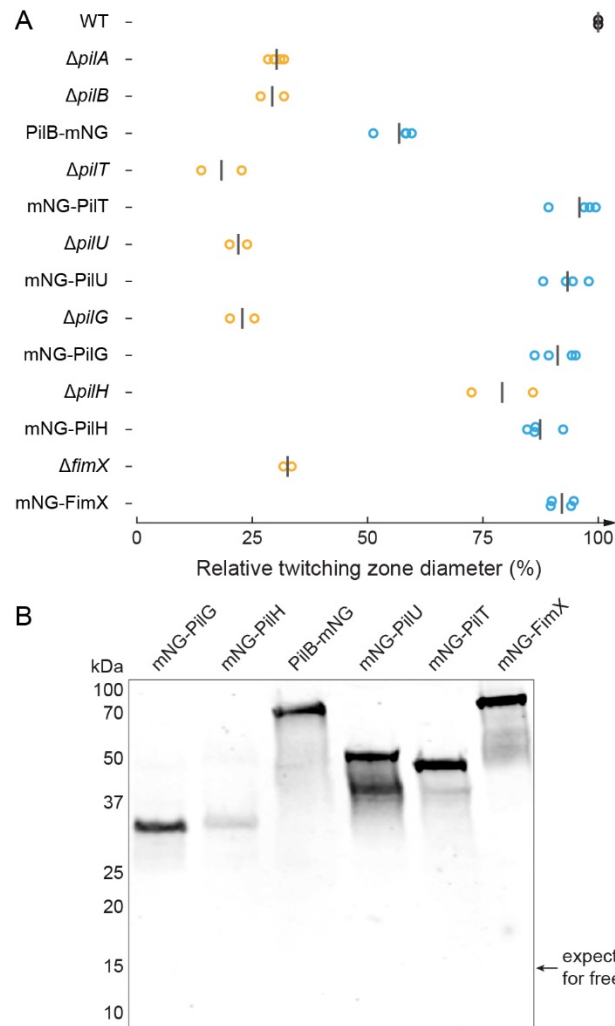 A
WT
ΔpilA
ΔpilB
PilB-mNG
ΔpilT
mNG-PilT
ΔpilU
mNG-PilU
ΔpilG
mNG-PilG
ΔpilH
mNG-PilH
ΔfimX
mNG-FimX
0 25 50 75 100
Relative twitching zone diameter (%)
B
mNG-PilG mNG-PilH PilB-mNG mNG-PilU mNG-PilT mNG-FimX
kDa
100
70
50
37
25
20
15
10
expect
for free